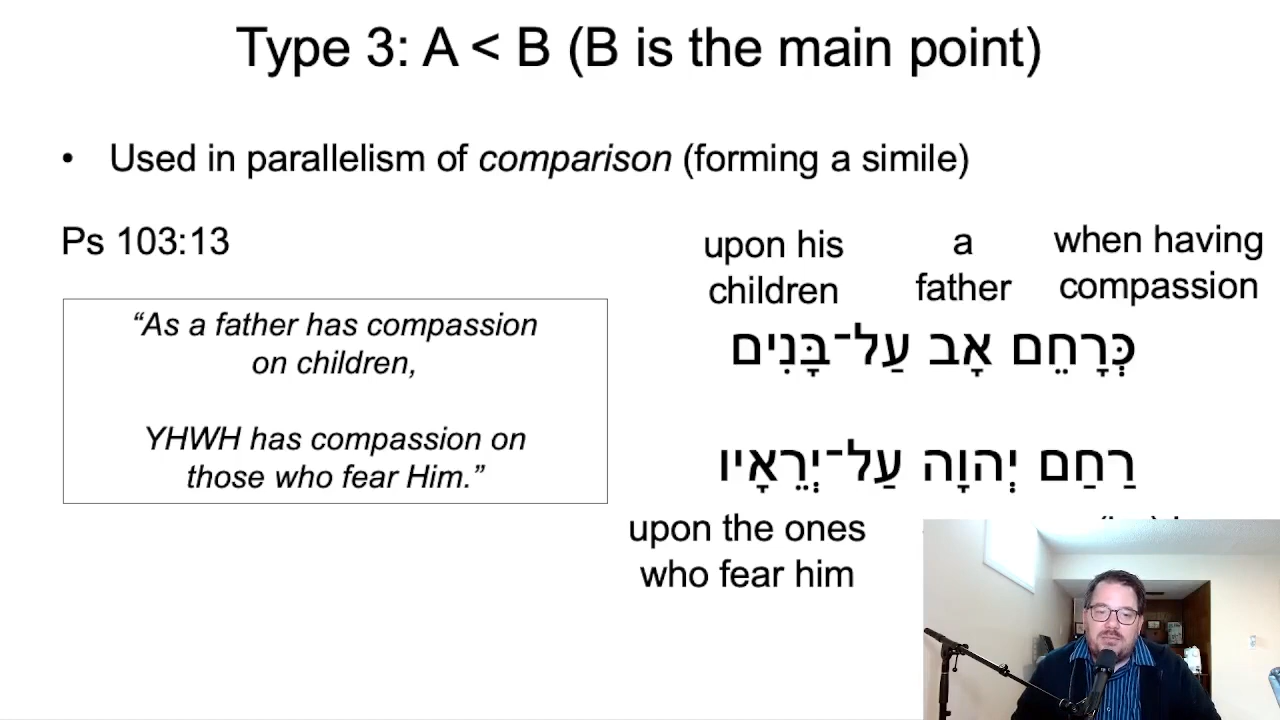 Type 3: A < B (B is the main point)
• Used in parallelism of comparison (forming a simile)
Ps 103:13
“As a father has compassion
on children,
YHWH has compassion on
those who fear Him.”
when having
compassion
a
father
upon his
children
כְּרַחֵם אָב עַל־בָּנִים
רַחַם יְהוָה עַל־יְרֵאָיו
upon the ones
who fear him